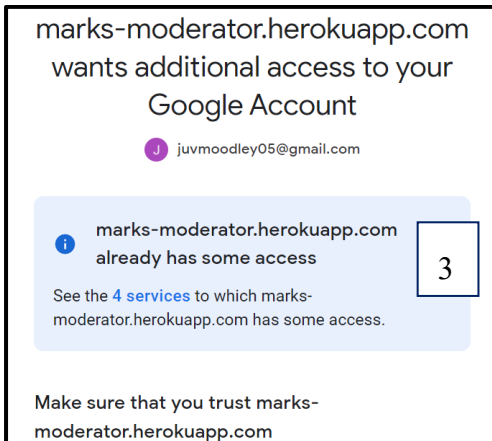 marks-moderator.herokuapp.com
wants additional access to your
Google Account
J juvmoodley05@gmail.com
marks-moderator.herokuapp.com
already has some access
3
See the 4 services to which marks-
moderator.herokuapp.com has some access.
Make sure that you trust marks-
moderator.herokuapp.com